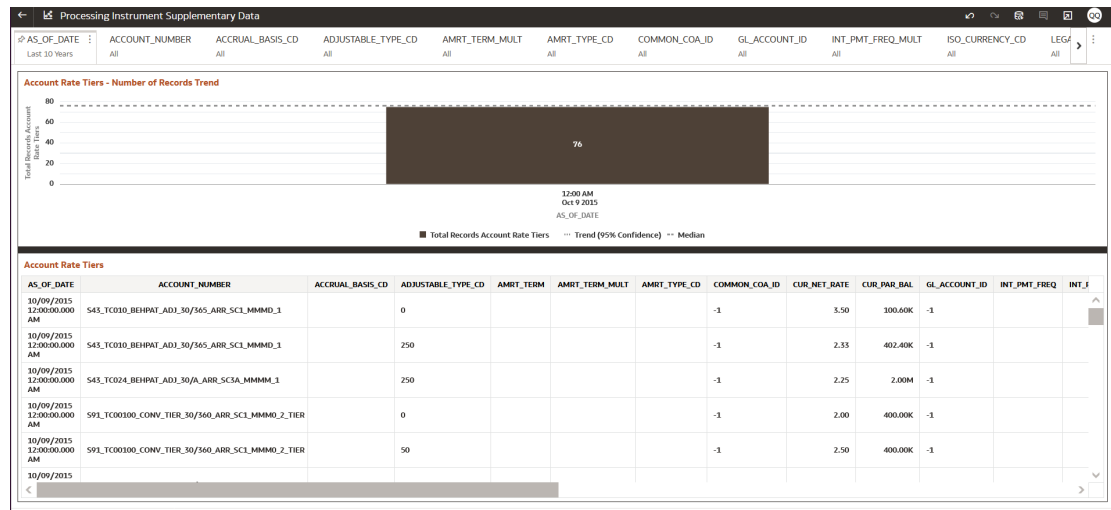 Processing Instrument Supplementary Data
QQ
AS_OF_DATE ACCOUNT_NUMBER ACCRUAL_BASIS_CD ADJUSTABLE_TYPE_CD AMRT_TERM_MULT AMRT_TYPE_CD COMMON_COA_ID GL_ACCOUNT_ID INT_PMT_FREQ_MULT ISO_CURRENCY_CD LEGA
Last 10 Years All All All All All All All All All All
Account Rate Tiers - Number of Records Trend
Total Records Account
Rate Tiers
80
60
40
20
0
76
12:00 AM
Oct 9 2015
AS_OF_DATE
Total Records Account Rate Tiers Trend (95% Confidence) Median
Account Rate Tiers
AS_OF_DATE ACCOUNT_NUMBER ACCRUAL_BASIS_CD ADJUSTABLE_TYPE_CD AMRT_TERM AMRT_TERM_MULT AMRT_TYPE_CD COMMON_COA_ID CUR_NET_RATE CUR_PAR_BAL GL_ACCOUNT_ID INT_PMT_FREQ INT_F
10/09/2015
12:00:00.000 S43_TC010_BEHPAT_ADJ_30/365_ARR_SC1_MMMD_1 0 -1 3.50 100.60K -1
AM
10/09/2015
12:00:00.000 S43_TC010_BEHPAT_ADJ_30/365_ARR_SC1_MMMD_1 250 -1 2.33 402.40K -1
AM
10/09/2015
12:00:00.000 S43_TC024_BEHPAT_ADJ_30/A_ARR_SC3A_MMMM_1 250 -1 2.25 2.00M -1
AM
10/09/2015
12:00:00.000 S91_TC00100_CONV_TIER_30/360_ARR_SC1_MMM0_2_TIER 0 -1 2.00 400.00K -1
AM
10/09/2015
12:00:00.000 S91_TC00100_CONV_TIER_30/360_ARR_SC1_MMM0_2_TIER 50 -1 2.50 400.00K -1
AM
10/09/2015